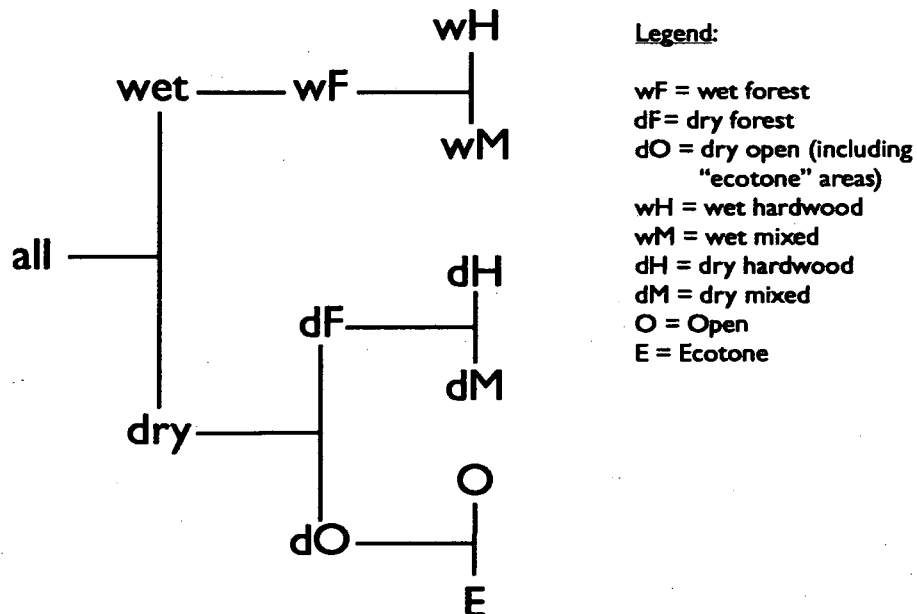 wH
wet
wF
wM
all
dH
dF
dM
dry
O
dO
E
Legend:
wF = wet forest
dF= dry forest
dO = dry open (including
"ecotone" areas)
wH = wet hardwood
wM = wet mixed
dH = dry hardwood
dM = dry mixed
O = Open
E = Ecotone